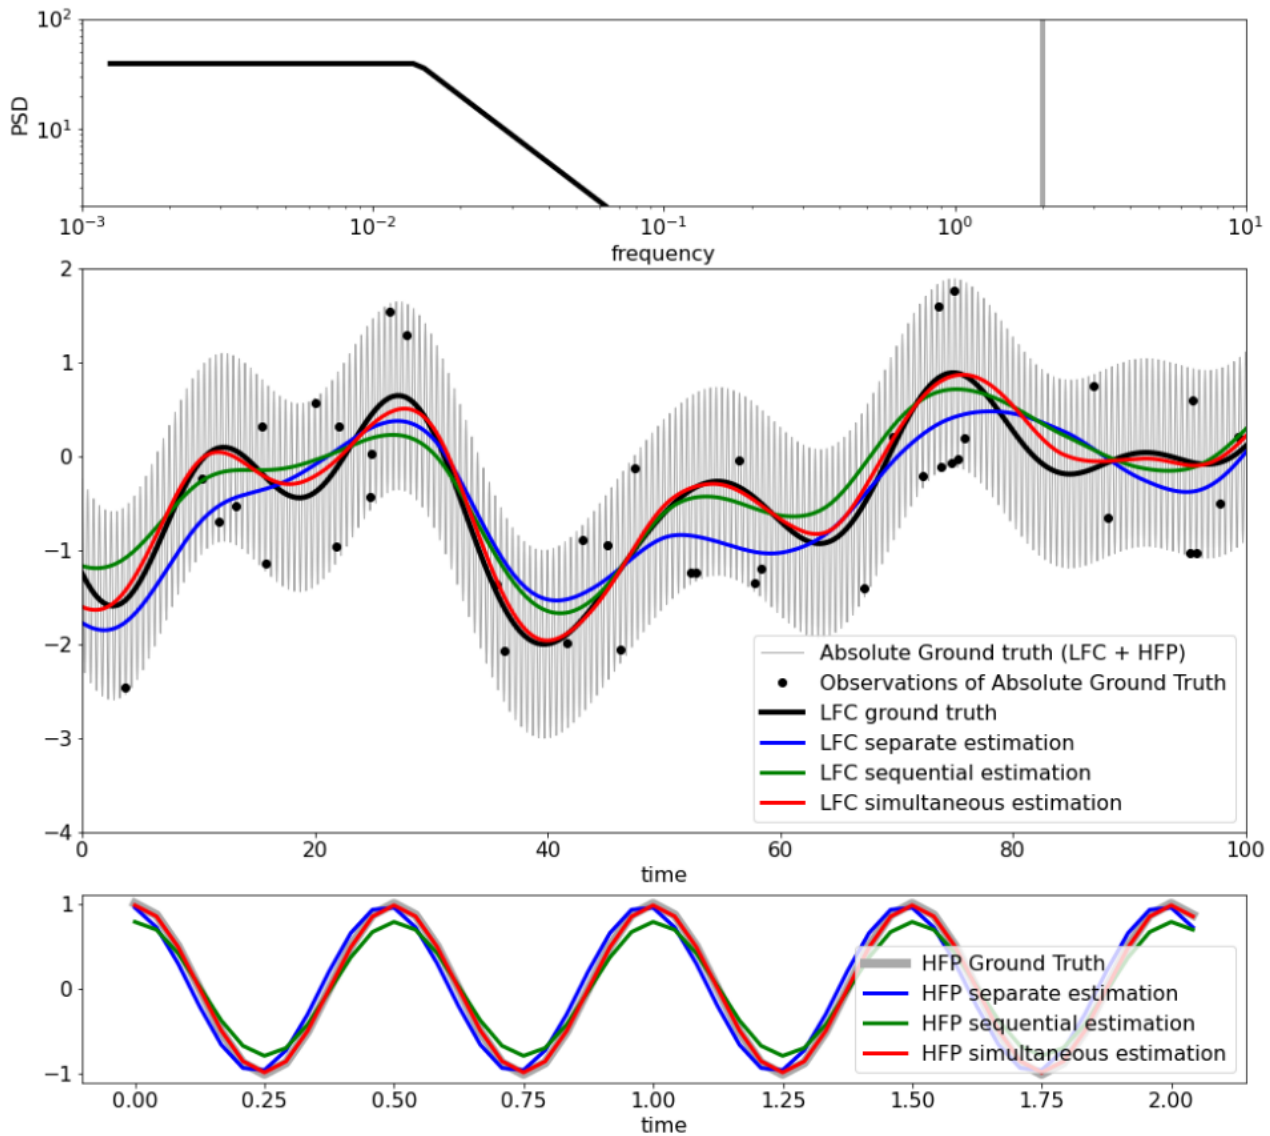 10²
PSD
10¹
10⁻³ 10⁻² 10⁻¹ 10⁰ 10¹
frequency
2
1
0
−1
−2
−3
−4
Absolute Ground truth (LFC + HFP)
Observations of Absolute Ground Truth
LFC ground truth
LFC separate estimation
LFC sequential estimation
LFC simultaneous estimation
0 20 40 60 80 100
time
1
0
−1
HFP Ground Truth
HFP separate estimation
HFP sequential estimation
HFP simultaneous estimation
0.00 0.25 0.50 0.75 1.00 1.25 1.50 1.75 2.00
time